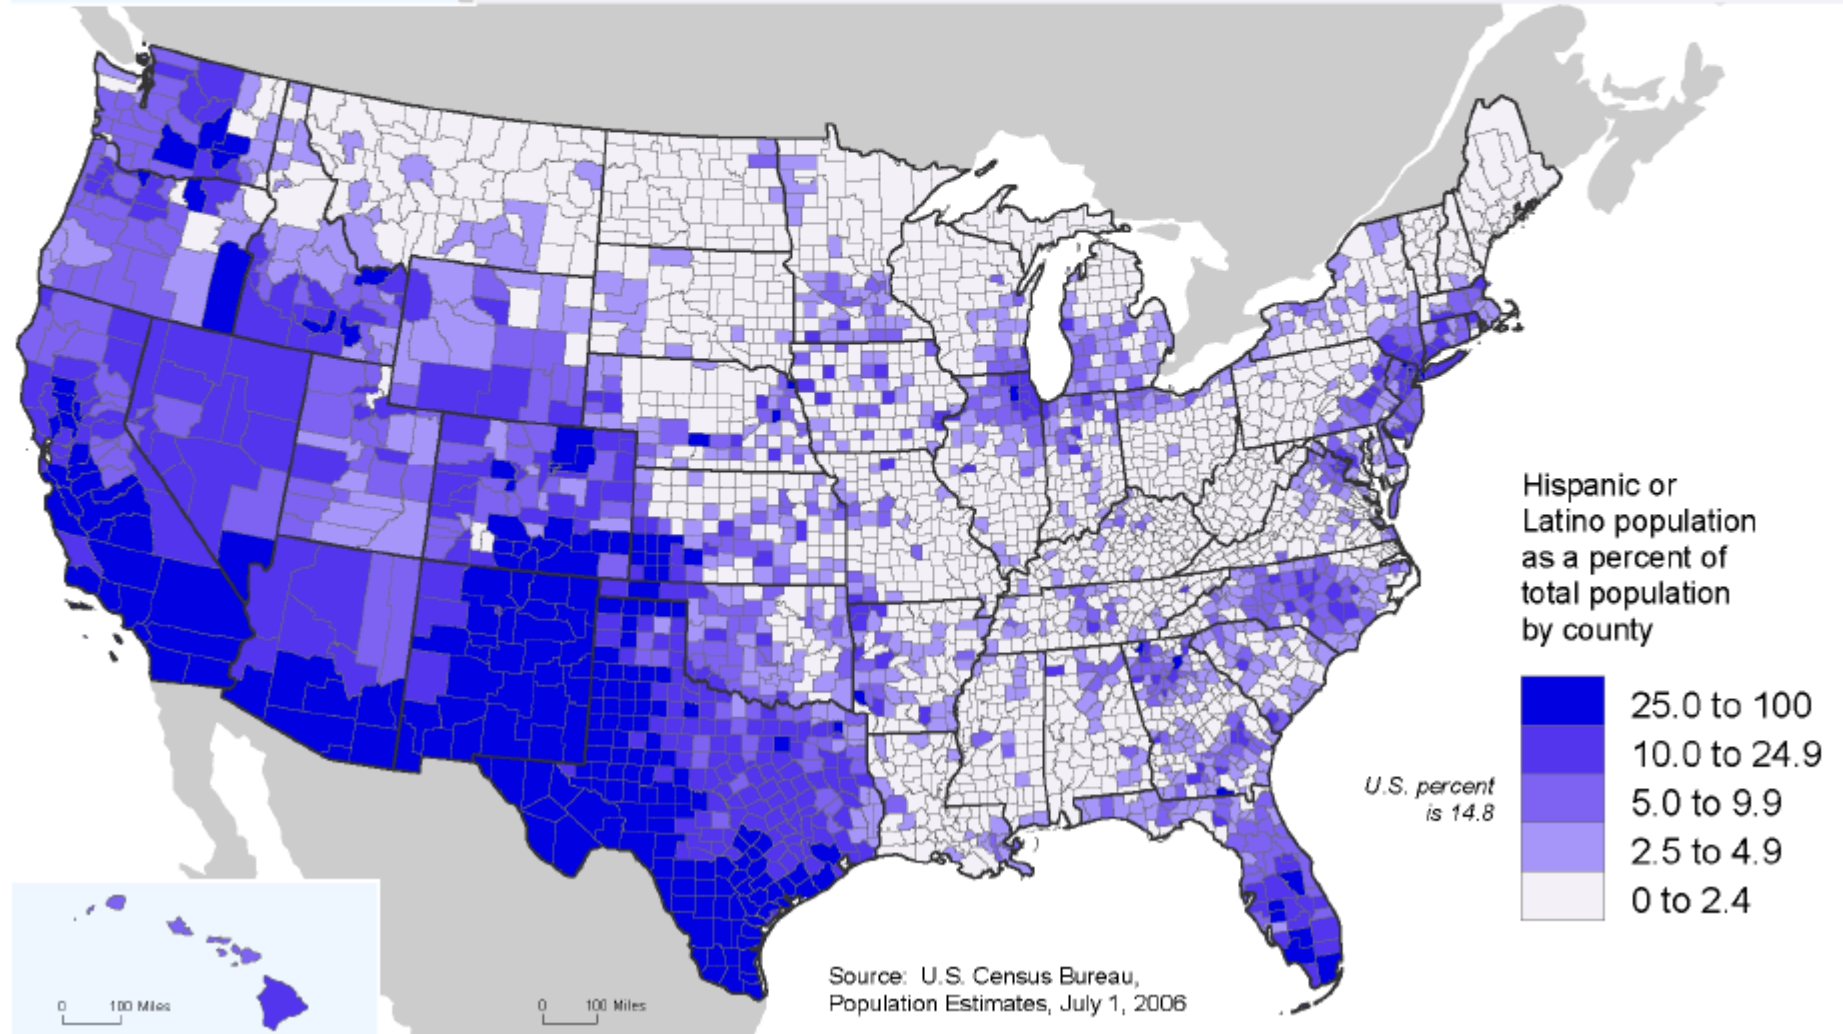 Hispanic or
Latino population
as a percent of
total population
by county
25.0 to 100
10.0 to 24.9
5.0 to 9.9
2.5 to 4.9
0 to 2.4
U.S. percent
is 14.8
Source: U.S. Census Bureau,
Population Estimates, July 1, 2006
0 100 Miles
0 100 Miles